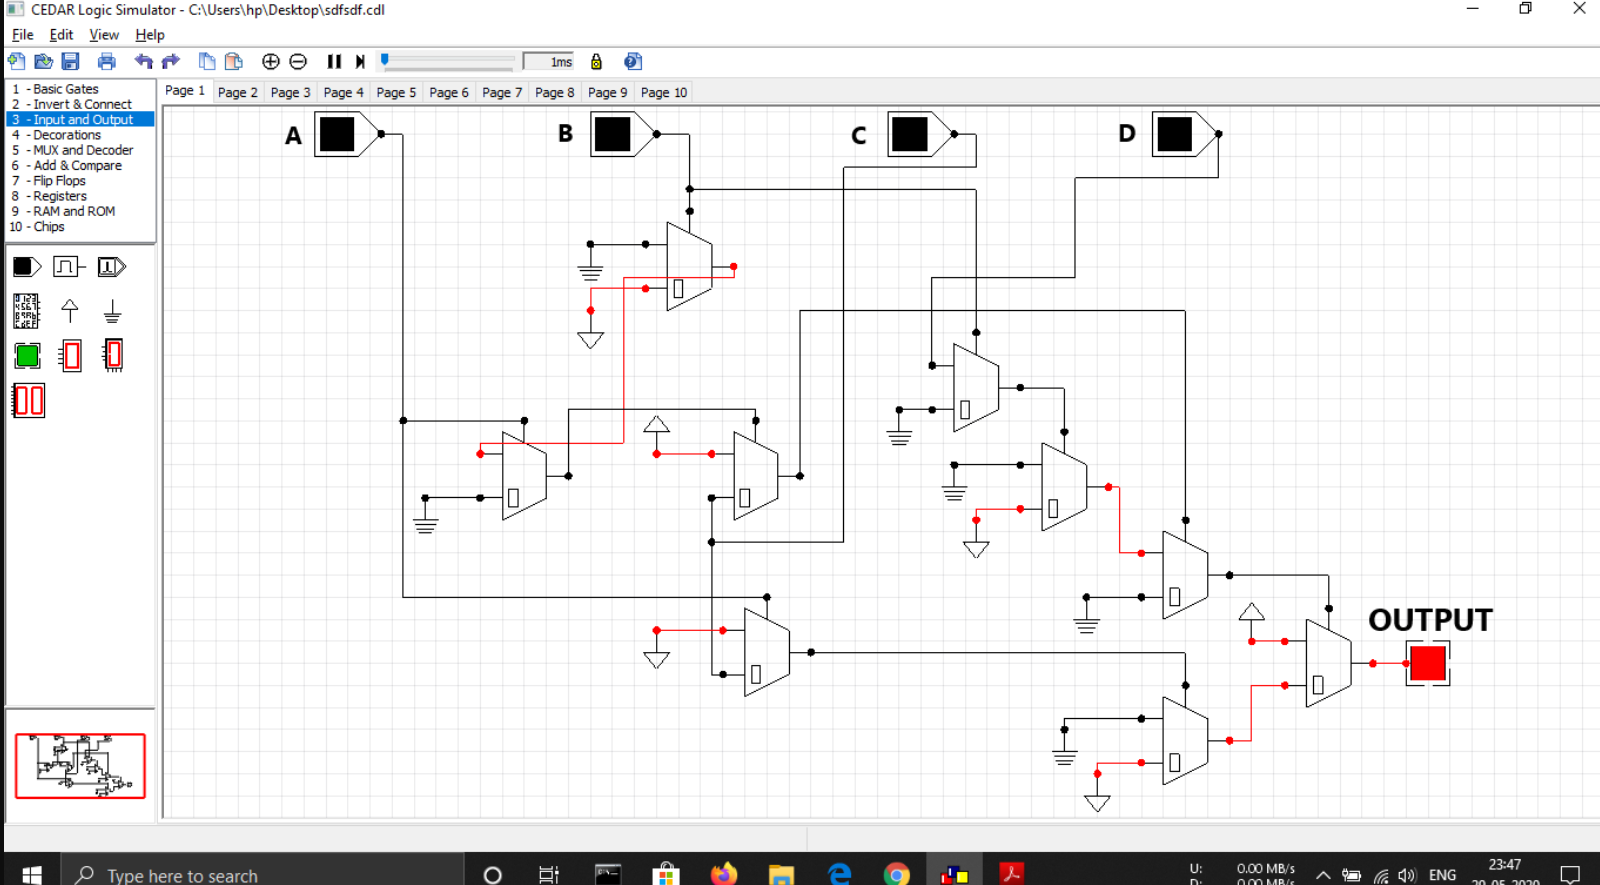 CEDAR Logic Simulator - C:\Users\hp\Desktop\sdfsdf.cdl
File Edit View Help
1ms
1 - Basic Gates
2 - Invert & Connect
3 - Input and Output
4 - Decorations
5 - MUX and Decoder
6 - Add & Compare
7 - Flip Flops
8 - Registers
9 - RAM and ROM
10 - Chips
Page 1 Page 2 Page 3 Page 4 Page 5 Page 6 Page 7 Page 8 Page 9 Page 10
A B C D
OUTPUT
Type here to search
U: 0.00 MB/s
D: 0.00 MB/s
ENG
23:47
29-05-2020